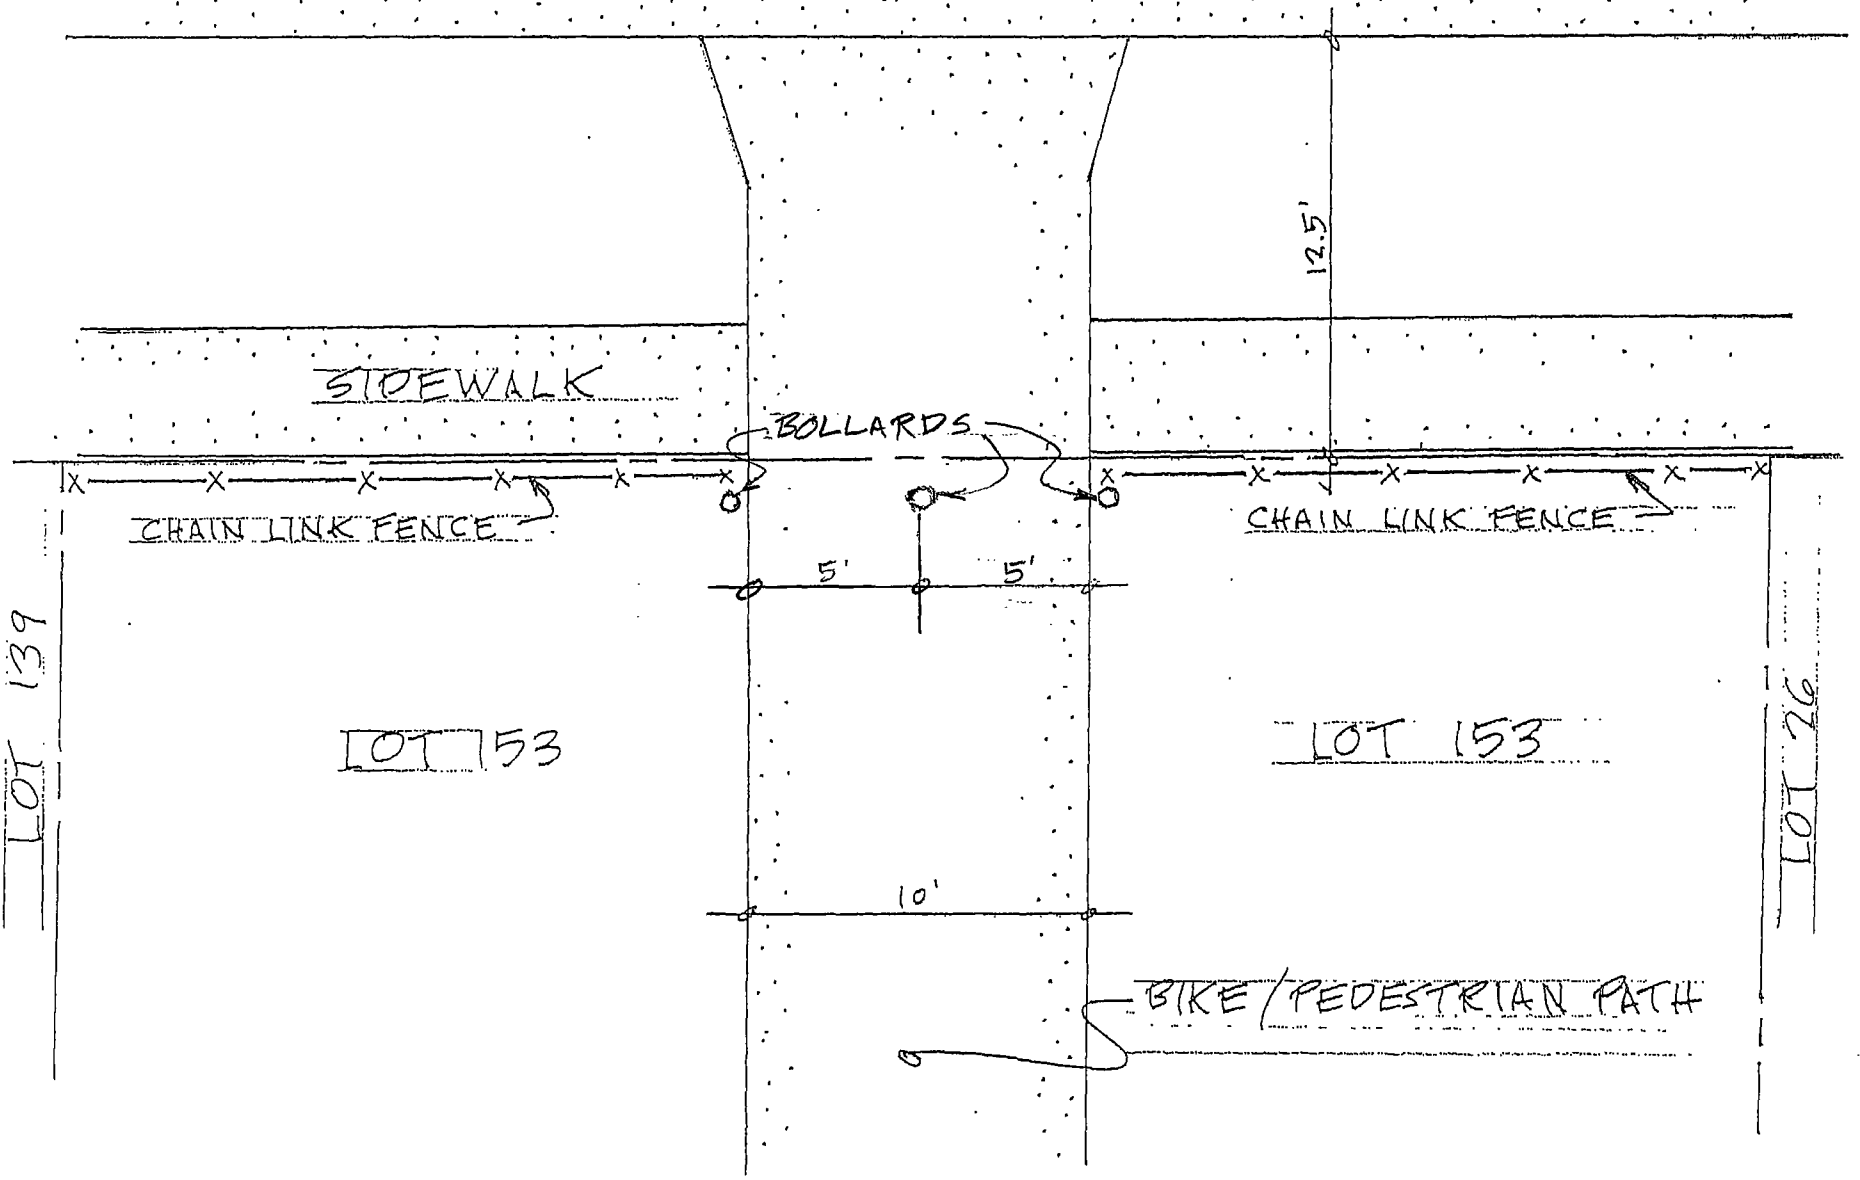 12.5'
SIDEWALK
BOLLARDS
CHAIN LINK FENCE
CHAIN LINK FENCE
5'
5'
LOT 139
LOT 153
LOT 153
LOT 26
10'
BIKE/PEDESTRIAN PATH